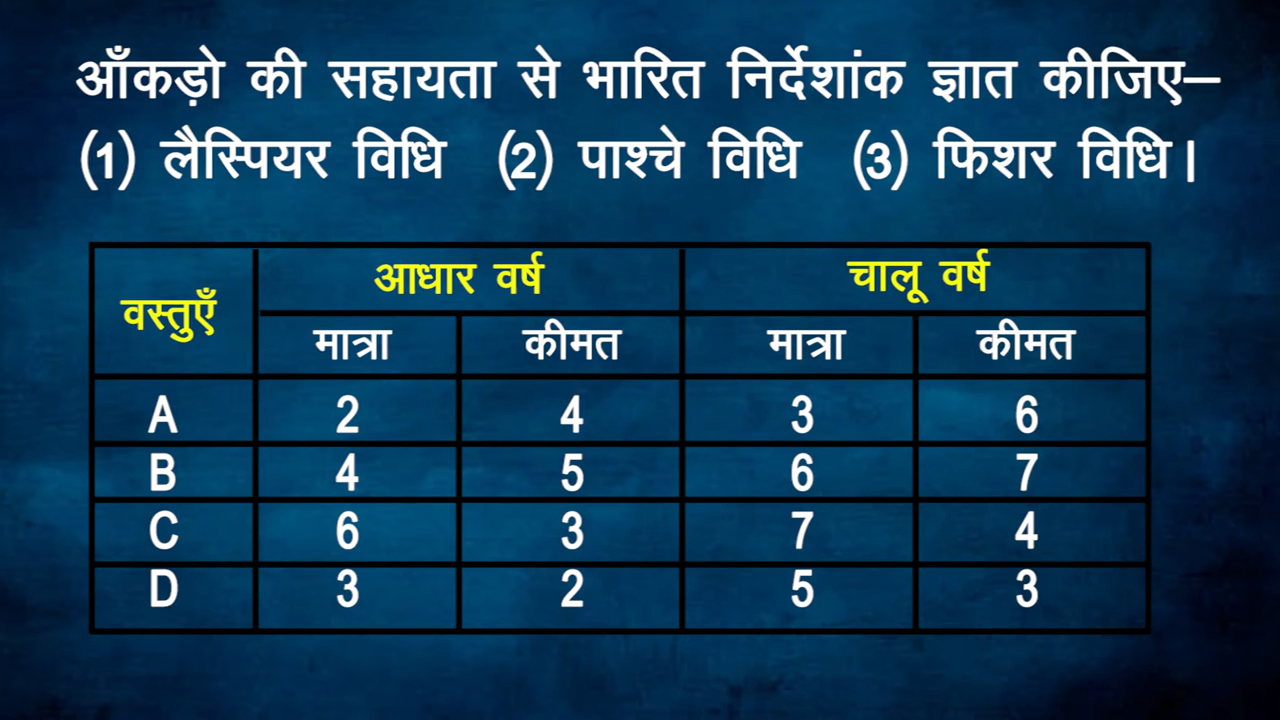 आँकड़ो की सहायता से भारित निर्देशांक ज्ञात कीजिए–
(1) लैस्पियर विधि (2) पाश्चे विधि (3) फिशर विधि।
वस्तुएँ आधार वर्ष चालू वर्ष
मात्रा कीमत मात्रा कीमत
A 2 4 3 6
B 4 5 6 7
C 6 3 7 4
D 3 2 5 3